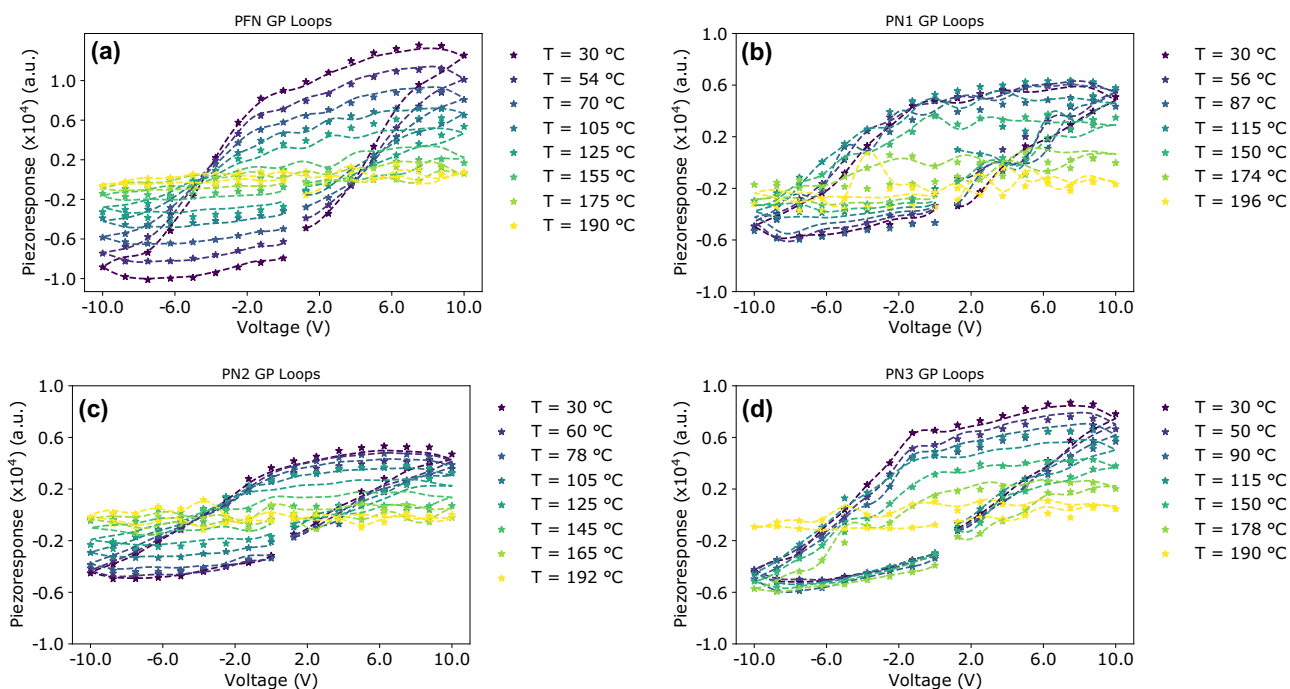 PFN GP Loops
(a)
Piezoresponse (x10⁴) (a.u.)
1.0
0.6
0.2
-0.2
-0.6
-1.0
-10.0 -6.0 -2.0 2.0 6.0 10.0
Voltage (V)
T = 30 ºC
T = 54 ºC
T = 70 ºC
T = 105 ºC
T = 125 ºC
T = 155 ºC
T = 175 ºC
T = 190 ºC
PN1 GP Loops
(b)
Piezoresponse (x10⁴) (a.u.)
1.0
0.6
0.2
-0.2
-0.6
-1.0
-10.0 -6.0 -2.0 2.0 6.0 10.0
Voltage (V)
T = 30 ºC
T = 56 ºC
T = 87 ºC
T = 115 ºC
T = 150 ºC
T = 174 ºC
T = 196 ºC
PN2 GP Loops
(c)
Piezoresponse (x10⁴) (a.u.)
1.0
0.6
0.2
-0.2
-0.6
-1.0
-10.0 -6.0 -2.0 2.0 6.0 10.0
Voltage (V)
T = 30 ºC
T = 60 ºC
T = 78 ºC
T = 105 ºC
T = 125 ºC
T = 145 ºC
T = 165 ºC
T = 192 ºC
PN3 GP Loops
(d)
Piezoresponse (x10⁴) (a.u.)
1.0
0.6
0.2
-0.2
-0.6
-1.0
-10.0 -6.0 -2.0 2.0 6.0 10.0
Voltage (V)
T = 30 ºC
T = 50 ºC
T = 90 ºC
T = 115 ºC
T = 150 ºC
T = 178 ºC
T = 190 ºC